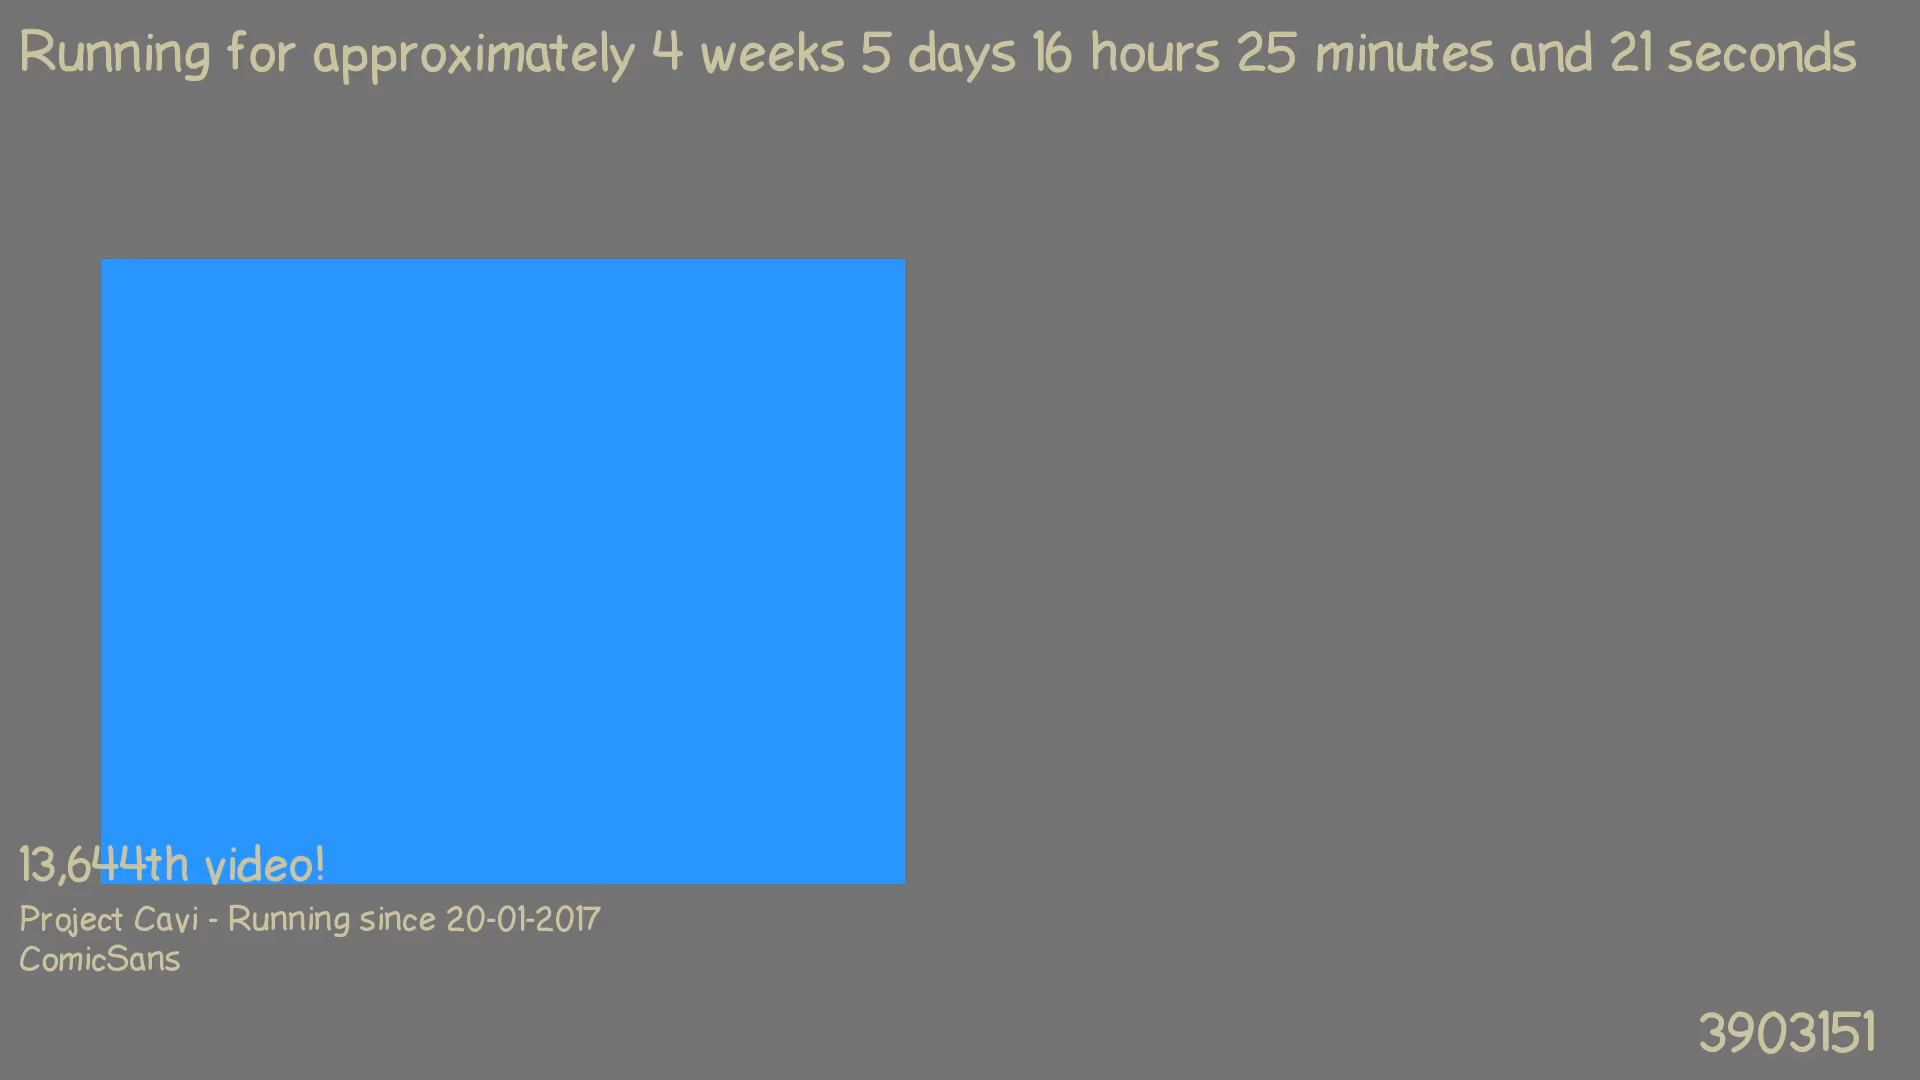 Running for approximately 4 weeks 5 days 16 hours 25 minutes and 21 seconds
13,644th video!
Project Cavi - Running since 20-01-2017
ComicSans
3903151